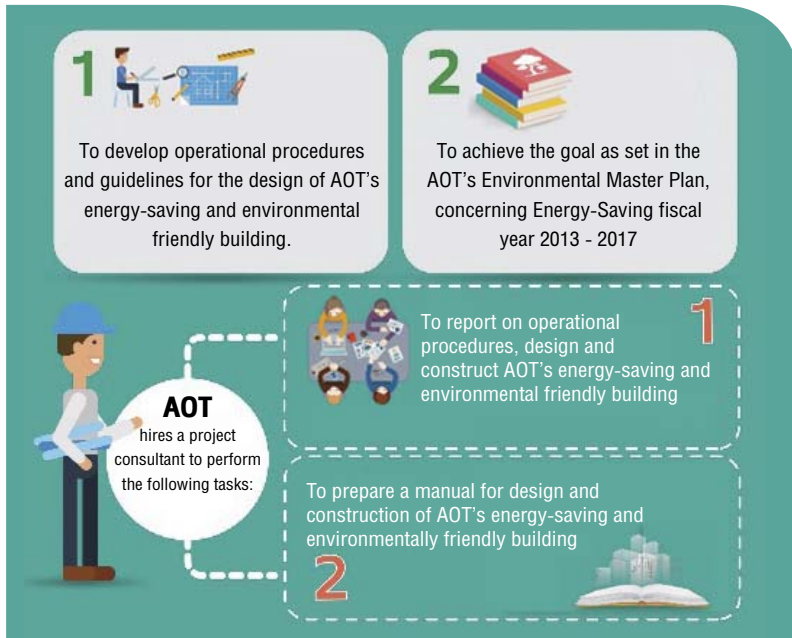 1
To develop operational procedures
and guidelines for the design of AOT's
energy-saving and environmental
friendly building.
2
To achieve the goal as set in the
AOT's Environmental Master Plan,
concerning Energy-Saving fiscal
year 2013 - 2017
AOT
hires a project
consultant to perform
the following tasks:
1
To report on operational
procedures, design and
construct AOT's energy-saving and
environmental friendly building
To prepare a manual for design and
construction of AOT's energy-saving and
environmentally friendly building
2